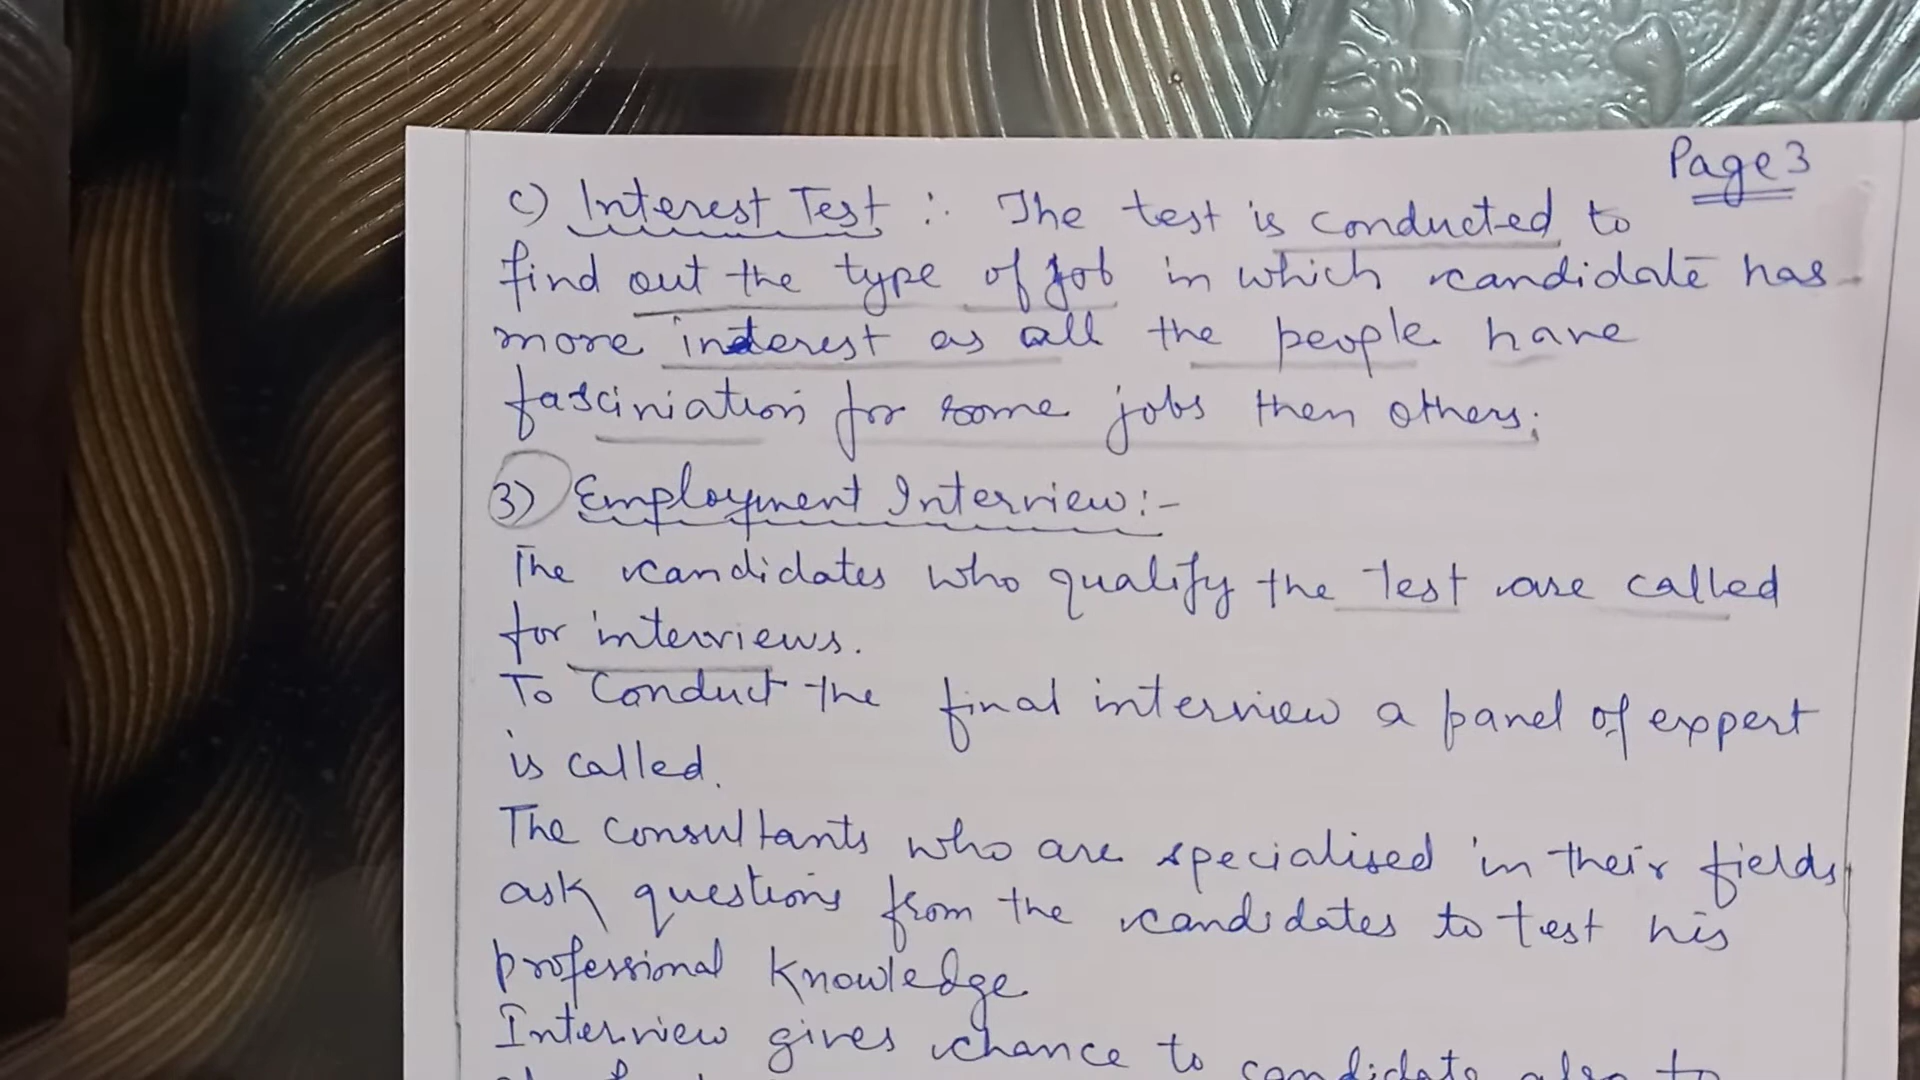 Page 3
c) Interest Test :. The test is conducted to
find out the type of job in which candidate has
more interest as all the people have
fasciniation for some jobs then others;
3) Employment Interview:-
The candidates who qualify the Test are called
for interviews.
To Conduct the final interview a panel of expert
is called.
The consultants who are specialised in their fields
ask questions from the candidates to test his
professional Knowledge
Interview gives chance to candidate also to